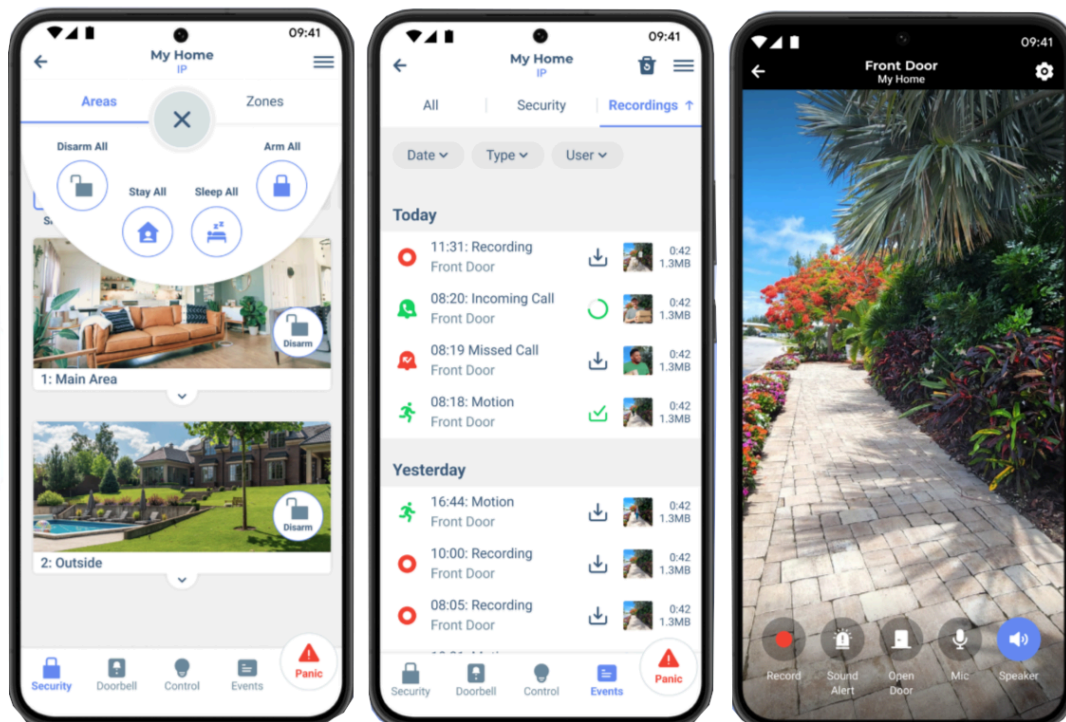 09:41
My Home
IP
Areas
Zones
Disarm All
Arm All
Stay All
Sleep All
Disarm
1: Main Area
Disarm
2: Outside
Security
Doorbell
Control
Events
Panic
09:41
My Home
IP
All
Security
Recordings ↑
Date
Type
User
Today
11:31: Recording
Front Door
0:42
1.3MB
08:20: Incoming Call
Front Door
0:42
1.3MB
08:19 Missed Call
Front Door
0:42
1.3MB
08:18: Motion
Front Door
0:42
1.3MB
Yesterday
16:44: Motion
Front Door
0:42
1.3MB
10:00: Recording
Front Door
0:42
1.3MB
08:05: Recording
Front Door
0:42
1.3MB
Security
Doorbell
Control
Events
Panic
09:41
Front Door
My Home
Record
Sound
Alert
Open
Door
Mic
Speaker